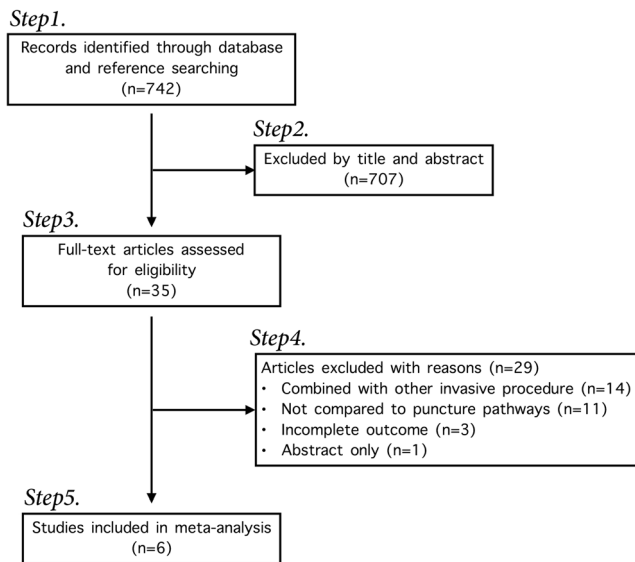 Step1.
Records identified through database
and reference searching
(n=742)
Step2.
Excluded by title and abstract
(n=707)
Step3.
Full-text articles assessed
for eligibility
(n=35)
Step4.
Articles excluded with reasons (n=29)
• Combined with other invasive procedure (n=14)
• Not compared to puncture pathways (n=11)
• Incomplete outcome (n=3)
• Abstract only (n=1)
Step5.
Studies included in meta-analysis
(n=6)